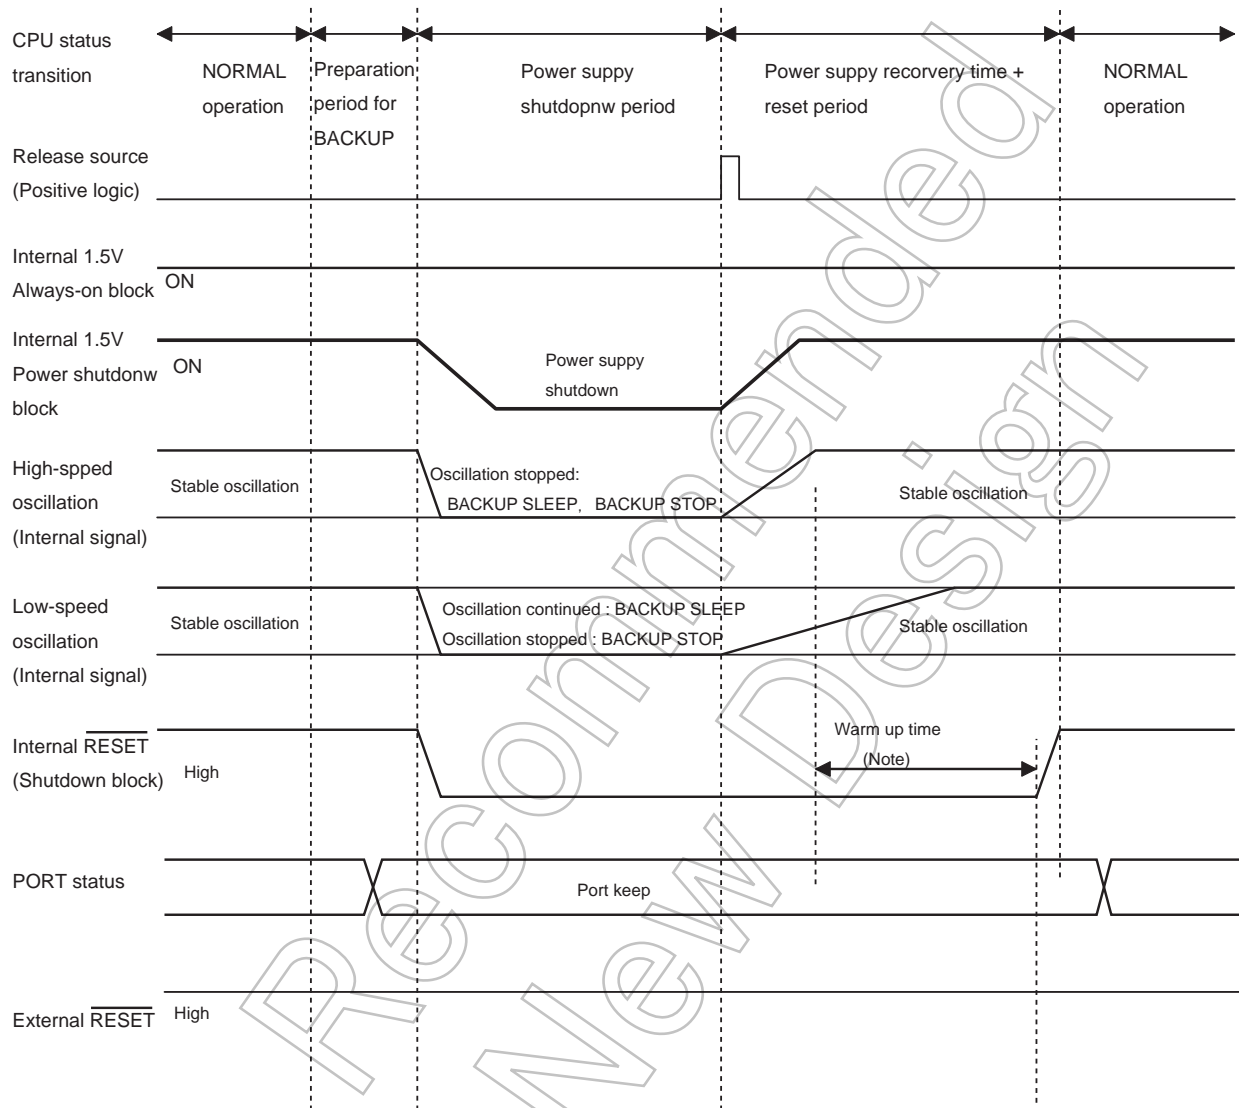 CPU status
transition
NORMAL
operation
Preparation
period for
BACKUP
Power suppy
shutdopnw period
Power suppy recorvery time +
reset period
NORMAL
operation
Release source
(Positive logic)
Internal 1.5V
Always-on block
ON
Internal 1.5V
Power shutdonw
block
ON
Power suppy
shutdown
High-spped
oscillation
(Internal signal)
Stable oscillation
Oscillation stopped:
BACKUP SLEEP, BACKUP STOP
Stable oscillation
Low-speed
oscillation
(Internal signal)
Stable oscillation
Oscillation continued : BACKUP SLEEP
Oscillation stopped : BACKUP STOP
Stable oscillation
Internal RESET
(Shutdown block)
High
Warm up time
(Note)
PORT status
Port keep
External RESET
High
Recommended
New Design